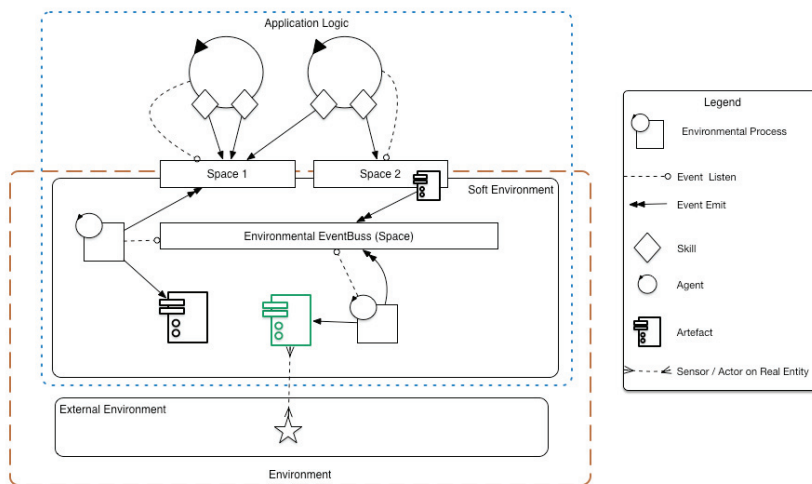 Application Logic
Legend
Environmental Process
Space 1
Space 2
Event Listen
Soft Environment
Event Emit
Environmental EventBuss (Space)
Skill
Agent
Artefact
Sensor / Actor on Real Entity
External Environment
Environment